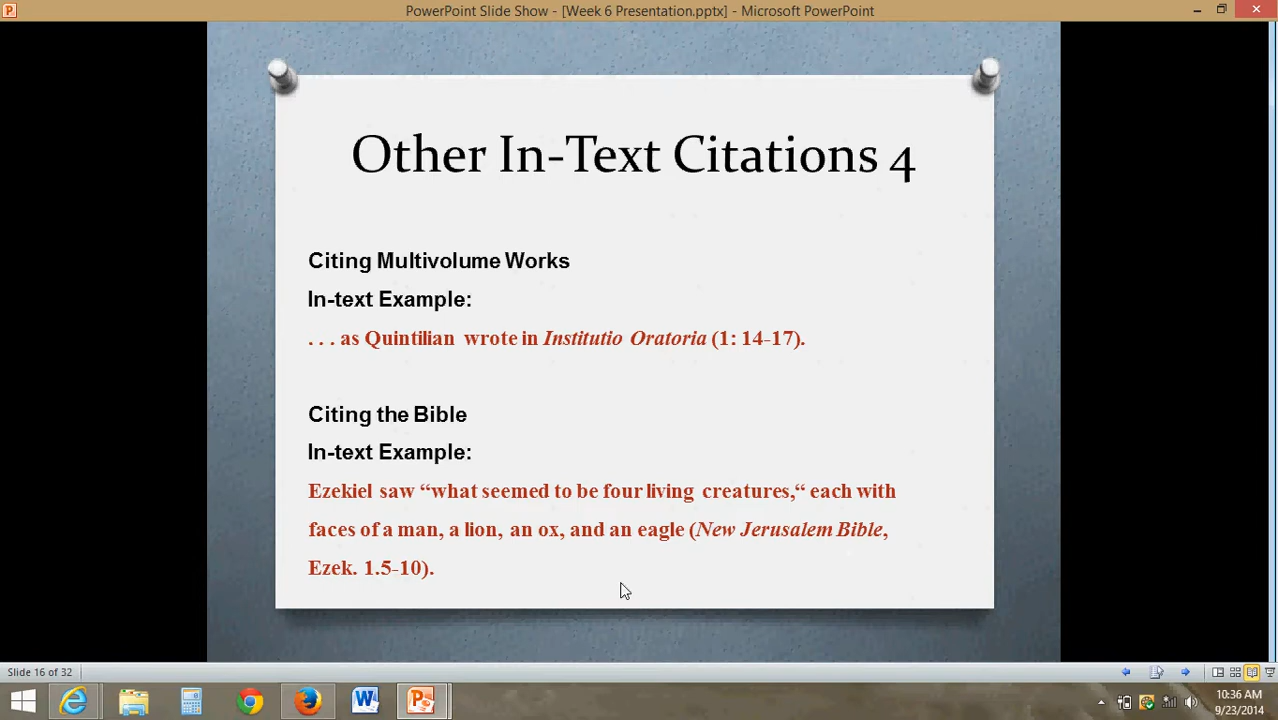 PowerPoint Slide Show - [Week 6 Presentation.pptx] - Microsoft PowerPoint
Other In-Text Citations 4
Citing Multivolume Works
In-text Example:
. . . as Quintilian wrote in Institutio Oratoria (1: 14-17).
Citing the Bible
In-text Example:
Ezekiel saw “what seemed to be four living creatures,“ each with
faces of a man, a lion, an ox, and an eagle (New Jerusalem Bible,
Ezek. 1.5-10).
Slide 16 of 32
10:36 AM
9/23/2014